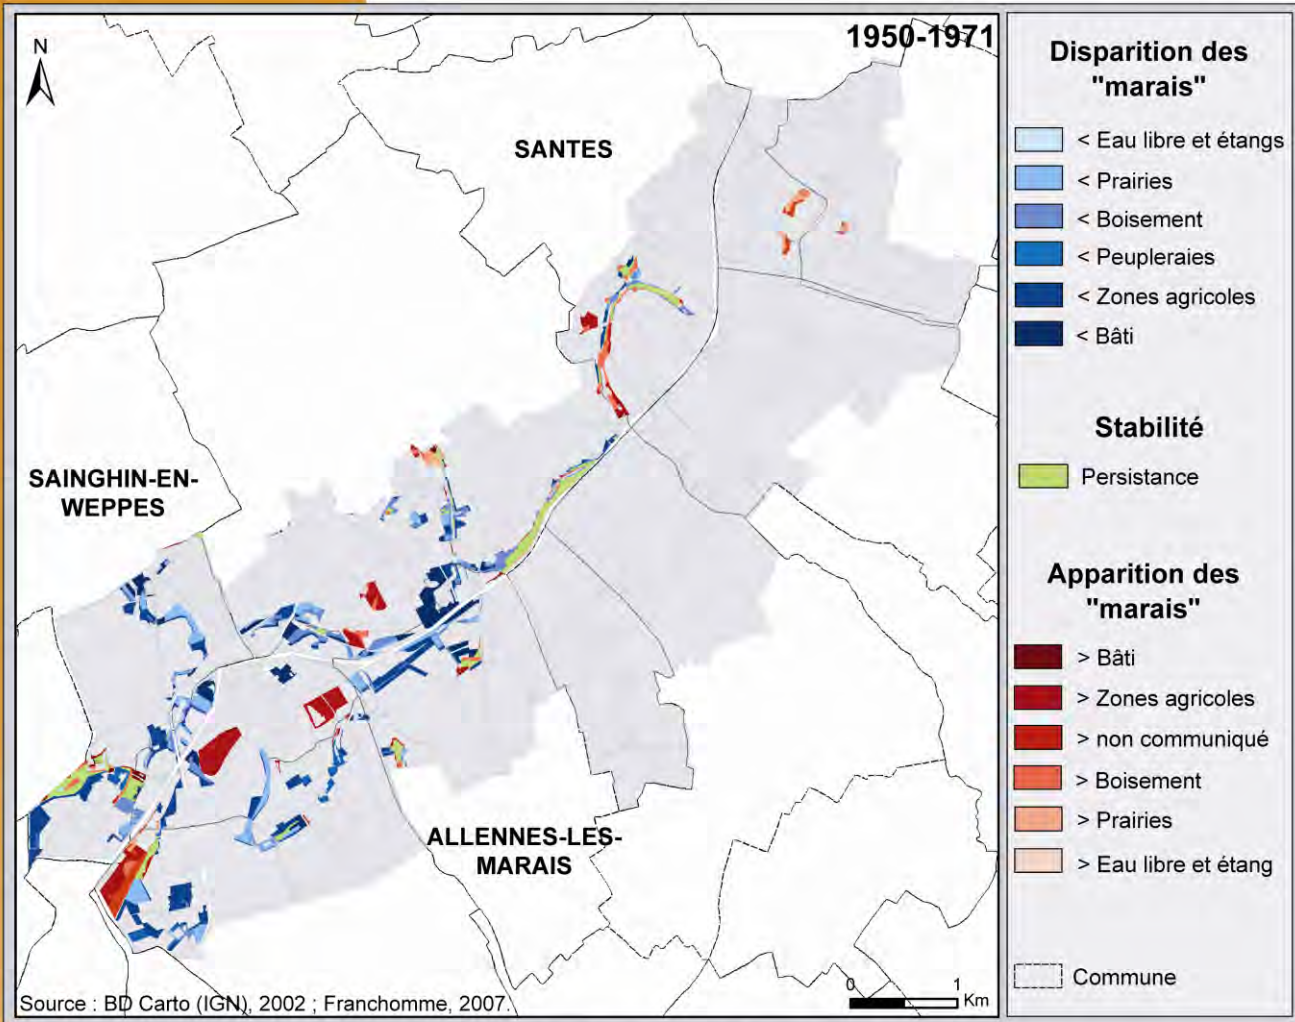 1950-1971
N
SANTES
SAINGHIN-EN-
WEPPES
ALLENNES-LES-
MARAIS
0 1
Km
Source : BD Carto (IGN), 2002 ; Franchomme, 2007.
Disparition des
"marais"
< Eau libre et étangs
< Prairies
< Boisement
< Peupleraies
< Zones agricoles
< Bâti
Stabilité
Persistance
Apparition des
"marais"
> Bâti
> Zones agricoles
> non communiqué
> Boisement
> Prairies
> Eau libre et étang
Commune